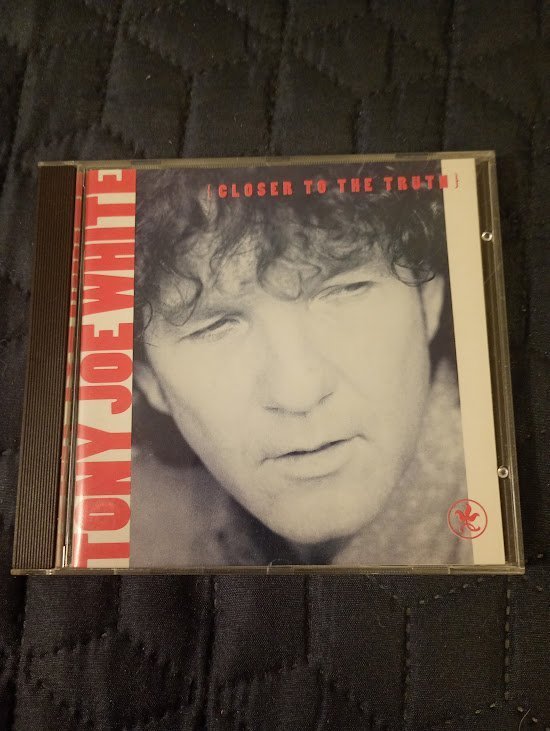 {CLOSER TO THE TRUTH}
TONY JOE WHITE